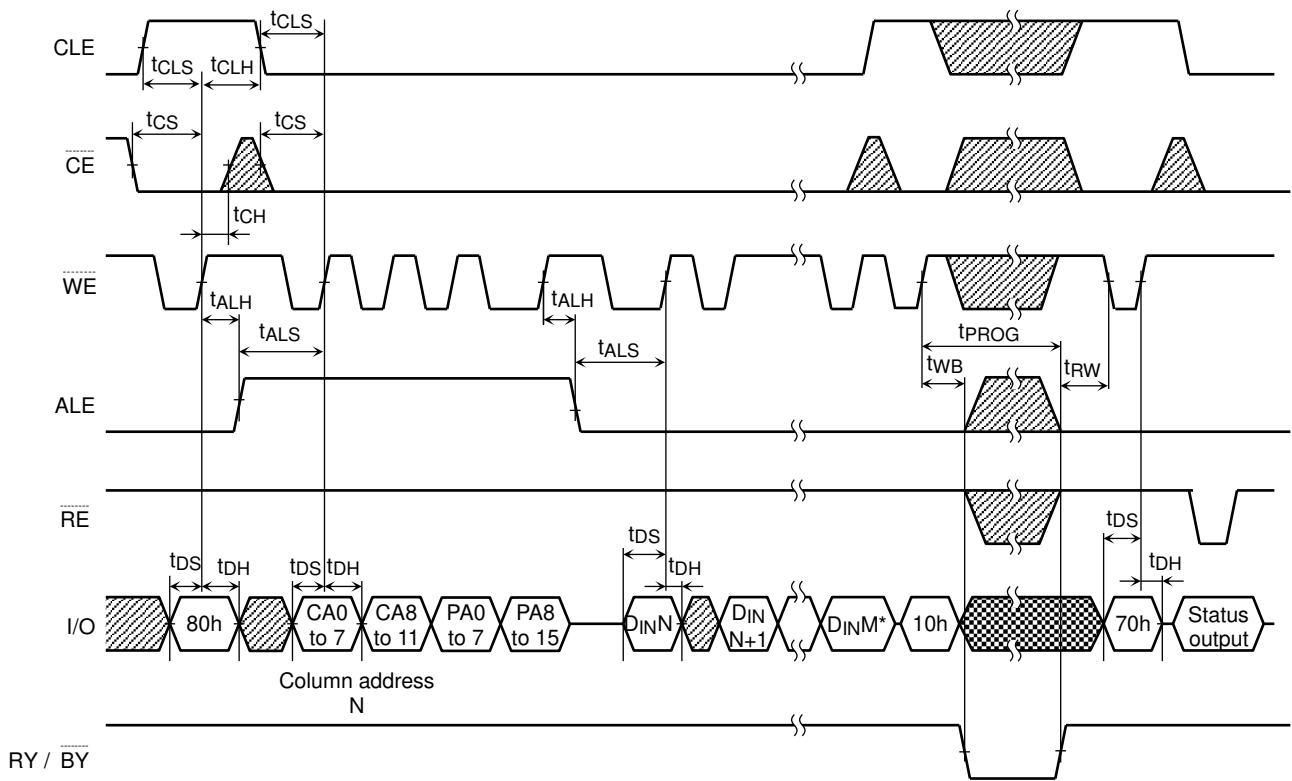 tCLS
CLE
tCLS tCLH
tCS tCS
CE
tCH
WE
tALH tALH
tPROG
tALS tALS
tWB tRW
ALE
RE
tDS tDS
tDS tDH tDS tDH tDH tDH
I/O
80h
CA0 to 7
CA8 to 11
PA0 to 7
PA8 to 15
DINN
DIN N+1
DINM*
10h
70h
Status output
Column address
N
RY / BY